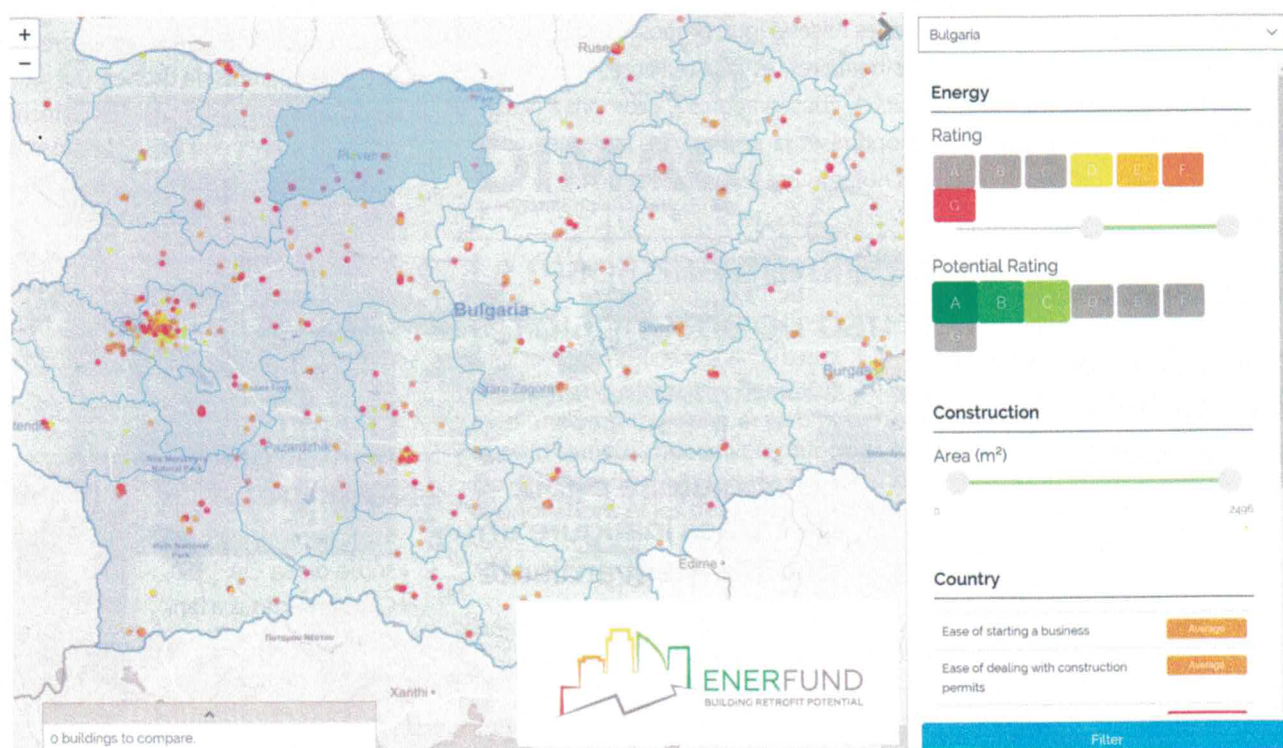 +
−
Ruse
Pleven
Bulgaria
Sliven
Stara Zagora
Burgas
Pazardzhik
Edirne
Xanthi
ENERFUND
BUILDING RETROFIT POTENTIAL
0 buildings to compare.
Bulgaria
Energy
Rating
A B C D E F
G
Potential Rating
A B C D E F
G
Construction
Area (m²)
0 2496
Country
Ease of starting a business Average
Ease of dealing with construction Average
permits
Filter